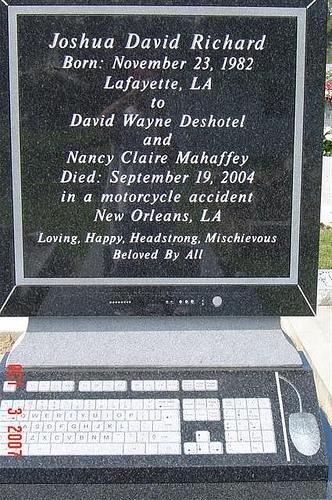 Joshua David Richard
Born: November 23, 1982
Lafayette, LA
to
David Wayne Deshotel
and
Nancy Claire Mahaffey
Died: September 19, 2004
in a motorcycle accident
New Orleans, LA
Loving, Happy, Headstrong, Mischievous
Beloved By All
Q W E R T Y U I O P
A S D F G H J K L
Z X C V B N M
OCT 3 2007